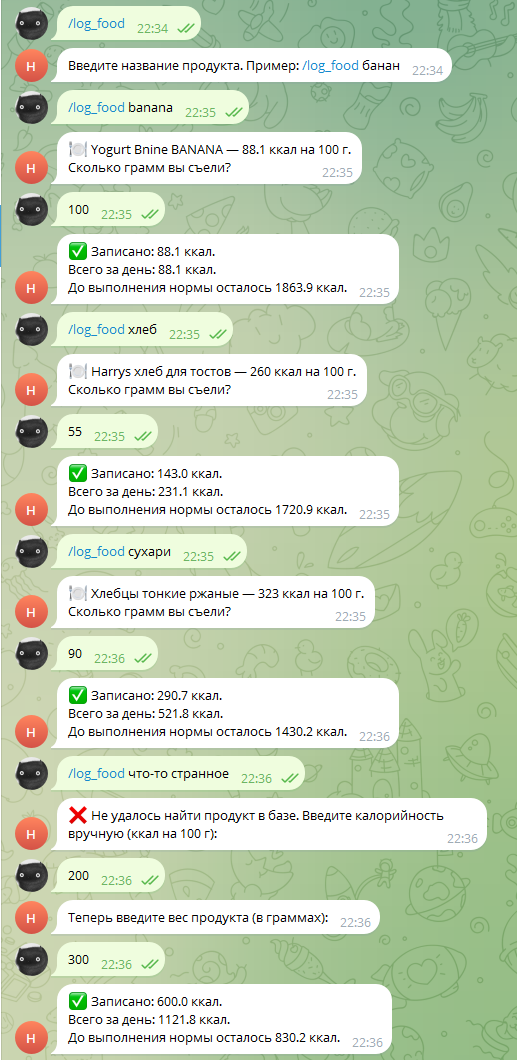 /log_food 22:34
Введите название продукта. Пример: /log_food банан 22:34
Н
/log_food banana 22:35
🍽 Yogurt Bnine BANANA — 88.1 ккал на 100 г.
Сколько грамм вы съели? 22:35
Н
100 22:35
✅ Записано: 88.1 ккал.
Всего за день: 88.1 ккал.
До выполнения нормы осталось 1863.9 ккал. 22:35
Н
/log_food хлеб 22:35
🍽 Harrys хлеб для тостов — 260 ккал на 100 г.
Сколько грамм вы съели? 22:35
Н
55 22:35
✅ Записано: 143.0 ккал.
Всего за день: 231.1 ккал.
До выполнения нормы осталось 1720.9 ккал. 22:35
Н
/log_food сухари 22:35
🍽 Хлебцы тонкие ржаные — 323 ккал на 100 г.
Сколько грамм вы съели? 22:35
Н
90 22:36
✅ Записано: 290.7 ккал.
Всего за день: 521.8 ккал.
До выполнения нормы осталось 1430.2 ккал. 22:36
Н
/log_food что-то странное 22:36
❌ Не удалось найти продукт в базе. Введите калорийность
вручную (ккал на 100 г): 22:36
Н
200 22:36
Теперь введите вес продукта (в граммах): 22:36
Н
300 22:36
✅ Записано: 600.0 ккал.
Всего за день: 1121.8 ккал.
До выполнения нормы осталось 830.2 ккал. 22:36
Н